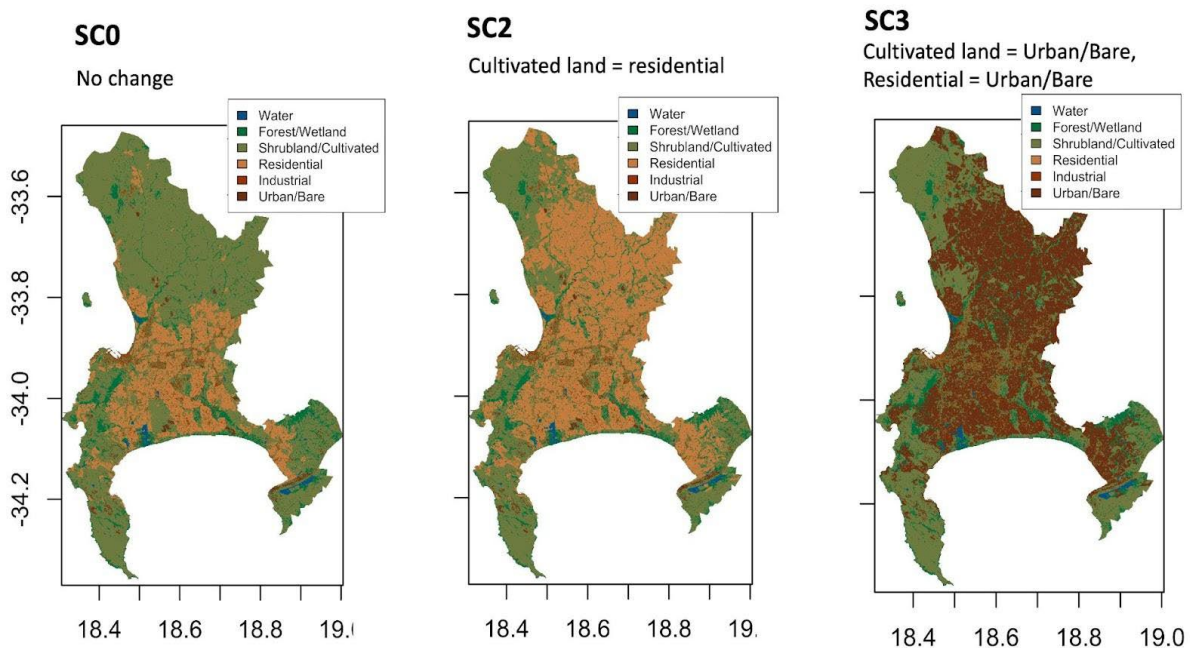 SC0
No change
Water
Forest/Wetland
Shrubland/Cultivated
Residential
Industrial
Urban/Bare
-33.6
-33.8
-34.0
-34.2
18.4
18.6
18.8
19.0
SC2
Cultivated land = residential
Water
Forest/Wetland
Shrubland/Cultivated
Residential
Industrial
Urban/Bare
18.4
18.6
18.8
19.
SC3
Cultivated land = Urban/Bare,
Residential = Urban/Bare
Water
Forest/Wetland
Shrubland/Cultivated
Residential
Industrial
Urban/Bare
18.4
18.6
18.8
19.0